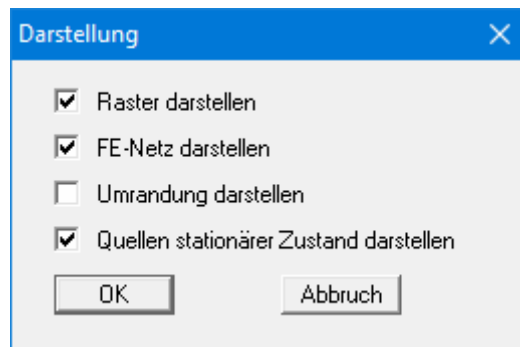 Darstellung
Raster darstellen
FE-Netz darstellen
Umrandung darstellen
Quellen stationärer Zustand darstellen
OK Abbruch